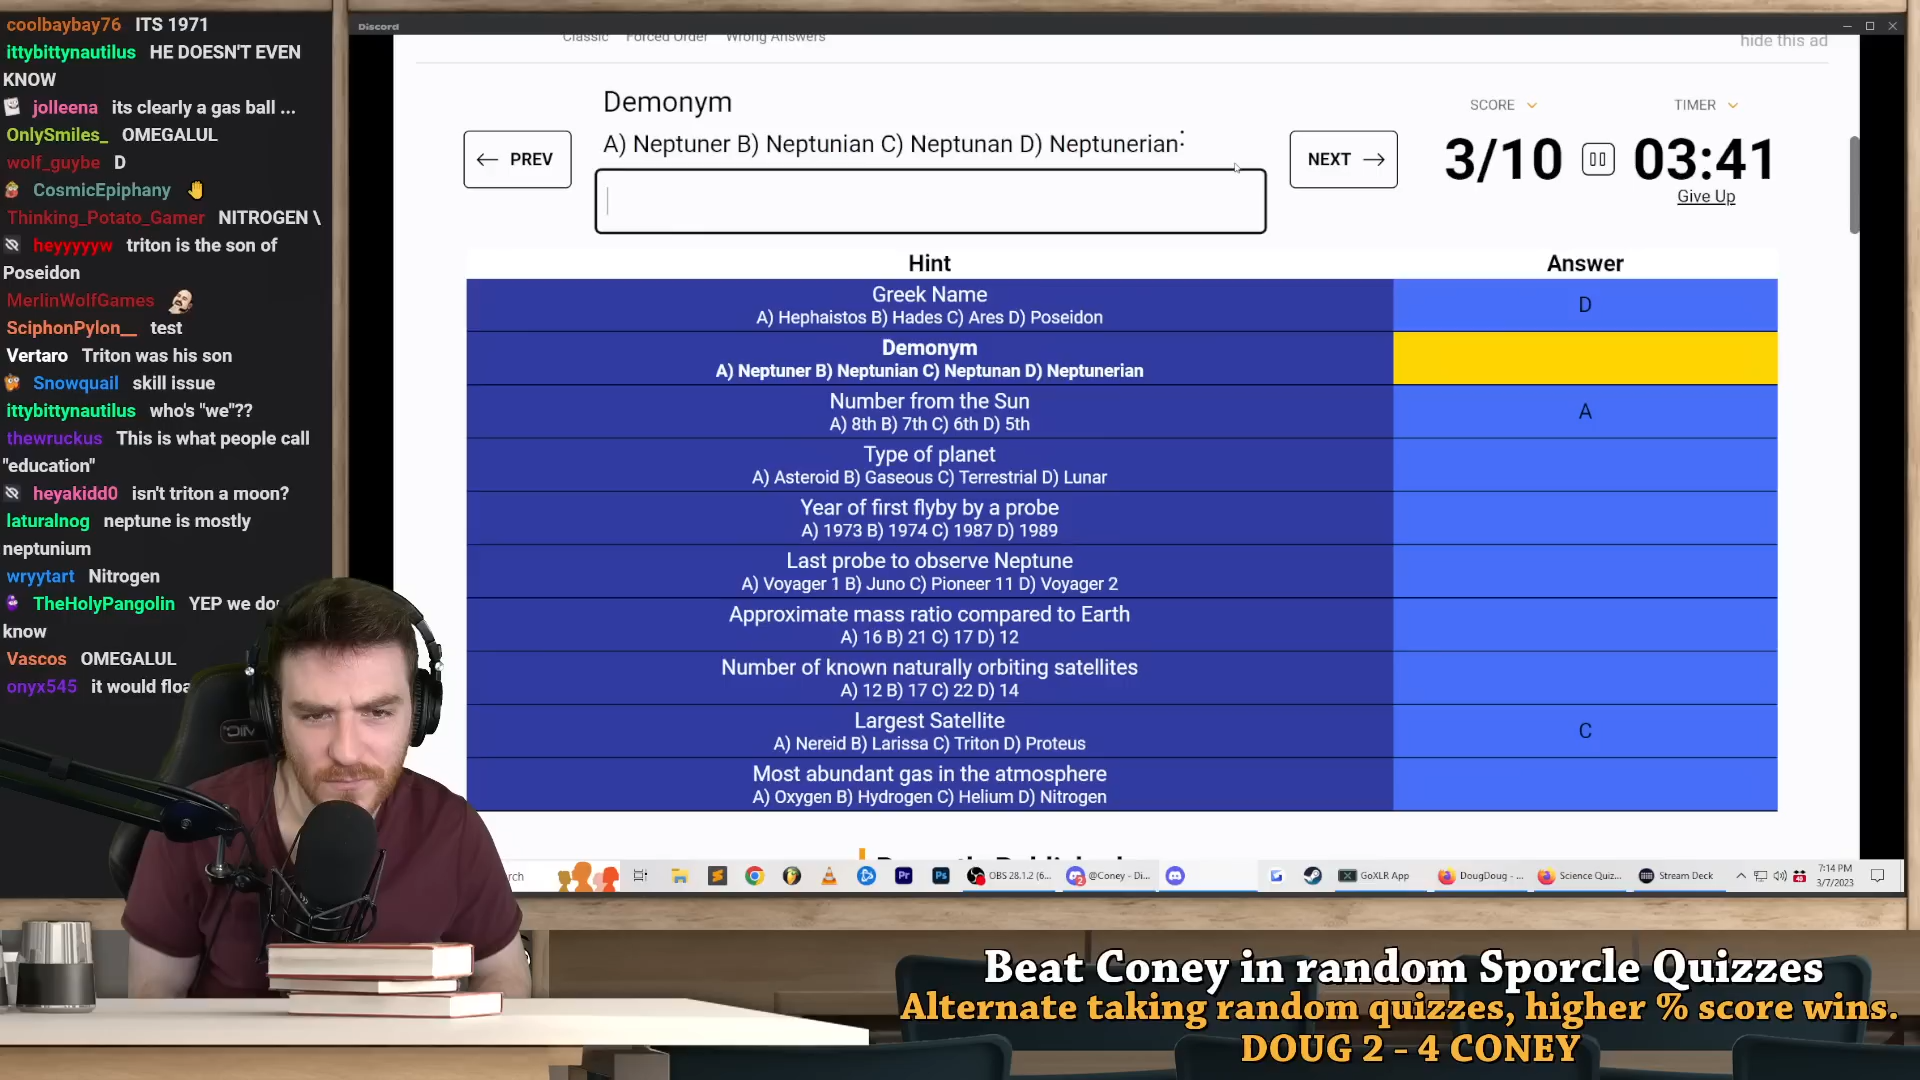 coolbaybay76 ITS 1971
ittybittynautilus HE DOESN'T EVEN
KNOW
jolleena its clearly a gas ball ...
OnlySmiles_ OMEGALUL
wolf_guybe D
CosmicEpiphany
Thinking_Potato_Gamer NITROGEN \
heyyyyyw triton is the son of
Poseidon
MerlinWolfGames
SciphonPylon__ test
Vertaro Triton was his son
Snowquail skill issue
ittybittynautilus who's "we"??
thewruckus This is what people call
"education"
heyakidd0 isn't triton a moon?
laturalnog neptune is mostly
neptunium
wryytart Nitrogen
TheHolyPangolin YEP we
know
Vascos OMEGALUL
onyx545 it would
Discord
Classic Forced Order Wrong Answers
hide this ad
Demonym
A) Neptuner B) Neptunian C) Neptunan D) Neptunerian:
← PREV
NEXT →
SCORE
TIMER
3/10
03:41
Give Up
Hint Answer
Greek Name
A) Hephaistos B) Hades C) Ares D) Poseidon
D
Demonym
A) Neptuner B) Neptunian C) Neptunan D) Neptunerian
Number from the Sun
A) 8th B) 7th C) 6th D) 5th
A
Type of planet
A) Asteroid B) Gaseous C) Terrestrial D) Lunar
Year of first flyby by a probe
A) 1973 B) 1974 C) 1987 D) 1989
Last probe to observe Neptune
A) Voyager 1 B) Juno C) Pioneer 11 D) Voyager 2
Approximate mass ratio compared to Earth
A) 16 B) 21 C) 17 D) 12
Number of known naturally orbiting satellites
A) 12 B) 17 C) 22 D) 14
Largest Satellite
A) Nereid B) Larissa C) Triton D) Proteus
C
Most abundant gas in the atmosphere
A) Oxygen B) Hydrogen C) Helium D) Nitrogen
rch
Pr
Ps
OBS 28.1.2 (6...
@Coney - Di...
GoXLR App
DougDoug - ...
Science Quiz...
Stream Deck
7:14 PM
3/7/2023
Beat Coney in random Sporcle Quizzes
Alternate taking random quizzes, higher % score wins.
DOUG 2 - 4 CONEY